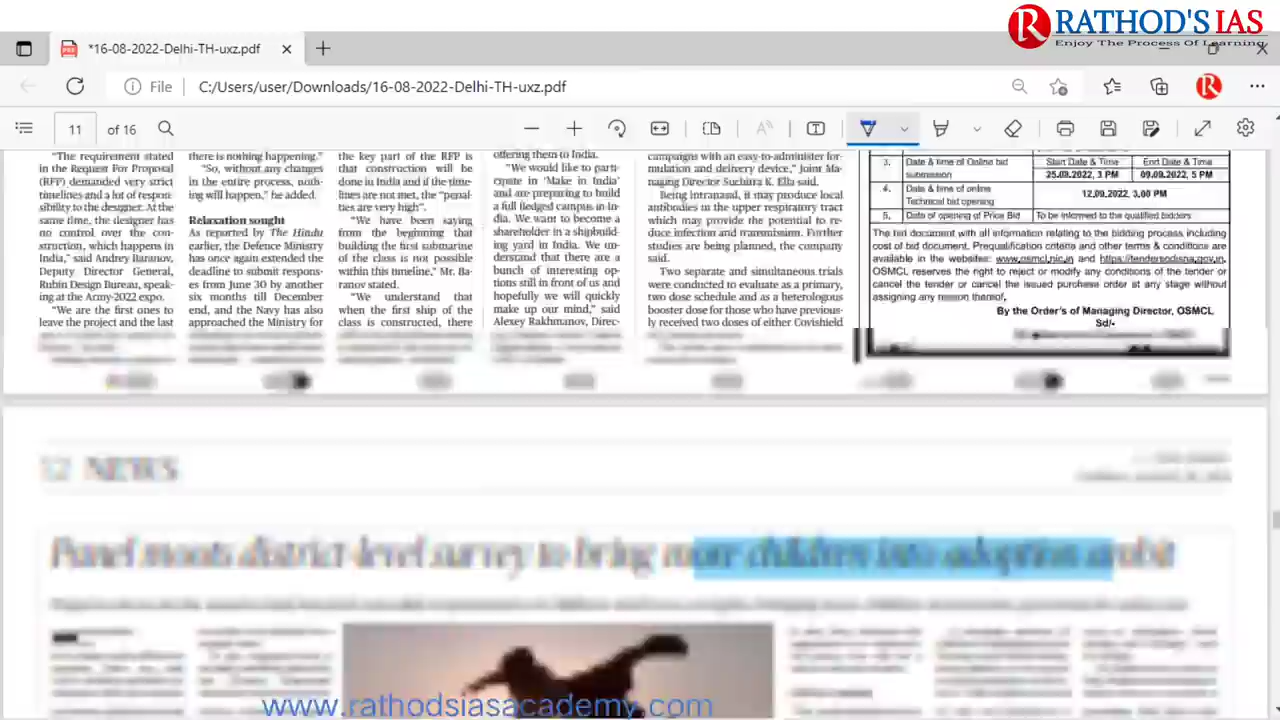 RATHOD'S IAS
Enjoy The Process Of Learning
*16-08-2022-Delhi-TH-uxz.pdf
File
C:/Users/user/Downloads/16-08-2022-Delhi-TH-uxz.pdf
11
of 16
"The requirement stated
in the Request For Proposal
(RFP) demanded very strict
timelines and a lot of respon-
sibility to the designer. At the
same time, the designer has
no control over the con-
struction, which happens in
India," said Andrey Baranov,
Deputy Director General,
Rubin Design Bureau, speak-
ing at the Army-2022 expo.
"We are the first ones to
leave the project and the last
there is nothing happening."
"So, without any changes
in the entire process, noth-
ing will happen," he added.
Relaxation sought
As reported by The Hindu
earlier, the Defence Ministry
has once again extended the
deadline to submit respons-
es from June 30 by another
six months till December
end, and the Navy has also
approached the Ministry for
the key part of the RFP is
that construction will be
done in India and if the time-
lines are not met, the "penal-
ties are very high".
"We have been saying
from the beginning that
building the first submarine
of the class is not possible
within this timeline," Mr. Ba-
ranov stated.
"We understand that
when the first ship of the
class is constructed, there
offering them to India.
"We would like to parti-
cipate in 'Make in India'
and are preparing to build
a full fledged campus in In-
dia. We want to become a
shareholder in a shipbuild-
ing yard in India. We un-
derstand that there are a
bunch of interesting op-
tions still in front of us and
hopefully we will quickly
make up our mind," said
Alexey Rakhmanov, Direc-
campaigns with an easy-to-administer for-
mulation and delivery device," Joint Ma-
naging Director Suchitra K. Ella said.
Being intranasal, it may produce local
antibodies in the upper respiratory tract
which may provide the potential to re-
duce infection and transmission. Further
studies are being planned, the company
said.
Two separate and simultaneous trials
were conducted to evaluate as a primary,
two dose schedule and as a heterologous
booster dose for those who have previous-
ly received two doses of either Covishield
3. Date & time of Online bid submission Start Date & Time End Date & Time
25.08.2022, 3 PM 09.09.2022, 5 PM
4. Date & time of online Technical bid opening 12.09.2022, 3.00 PM
5. Date of opening of Price Bid To be informed to the qualified bidders
The bid document with all information relating to the bidding process, including
cost of bid document, Prequalification criteria and other terms & conditions are
available in the websites: www.osmcl.nic.in and https://tendersodisha.gov.in.
OSMCL reserves the right to reject or modify any conditions of the tender or
cancel the tender or cancel the issued purchase order at any stage without
assigning any reason thereof.
By the Order's of Managing Director, OSMCL
Sd/-
12 NEWS
Panel moots district-level survey to bring more children into adoption ambit
www.rathodsiasacademy.com